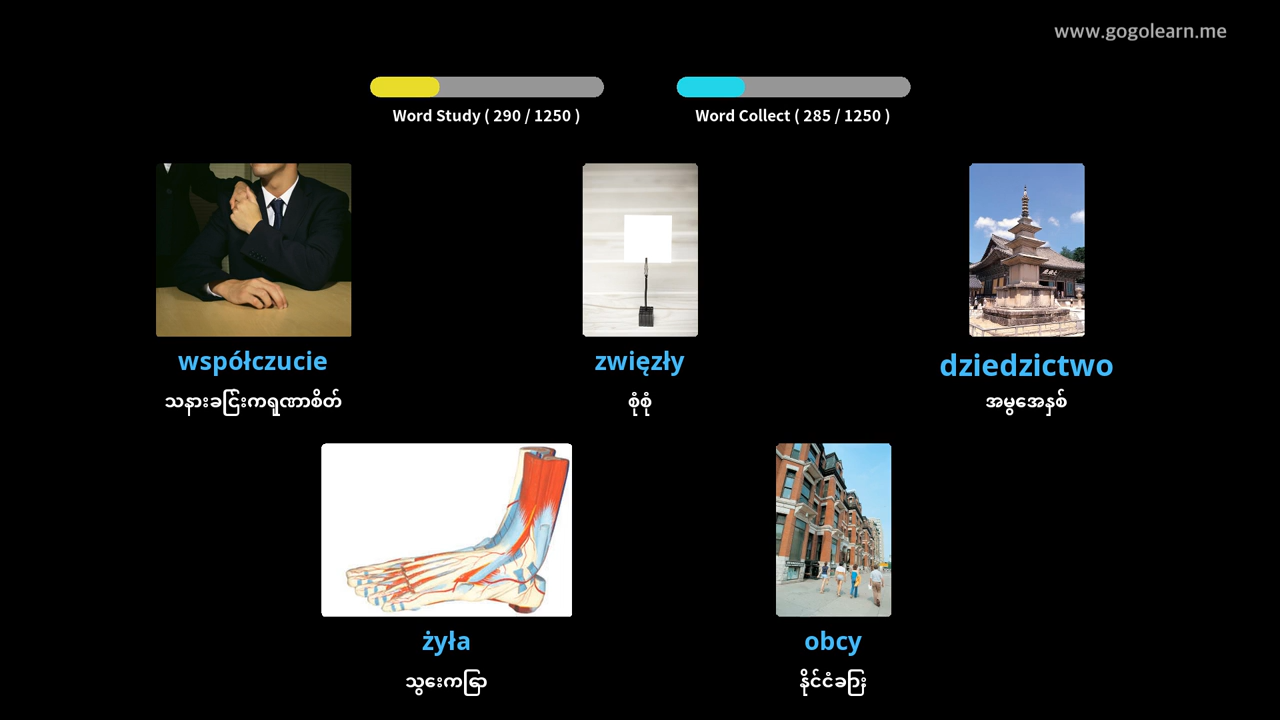 www.gogolearn.me
Word Study ( 290 / 1250 )
Word Collect ( 285 / 1250 )
współczucie
zwięzły
dziedzictwo
သနားခြင်းကရုဏာစိတ်
စုံစုံ
အမွေအနှစ်
żyła
obcy
သွေးကြော
နိုင်ငံခြား